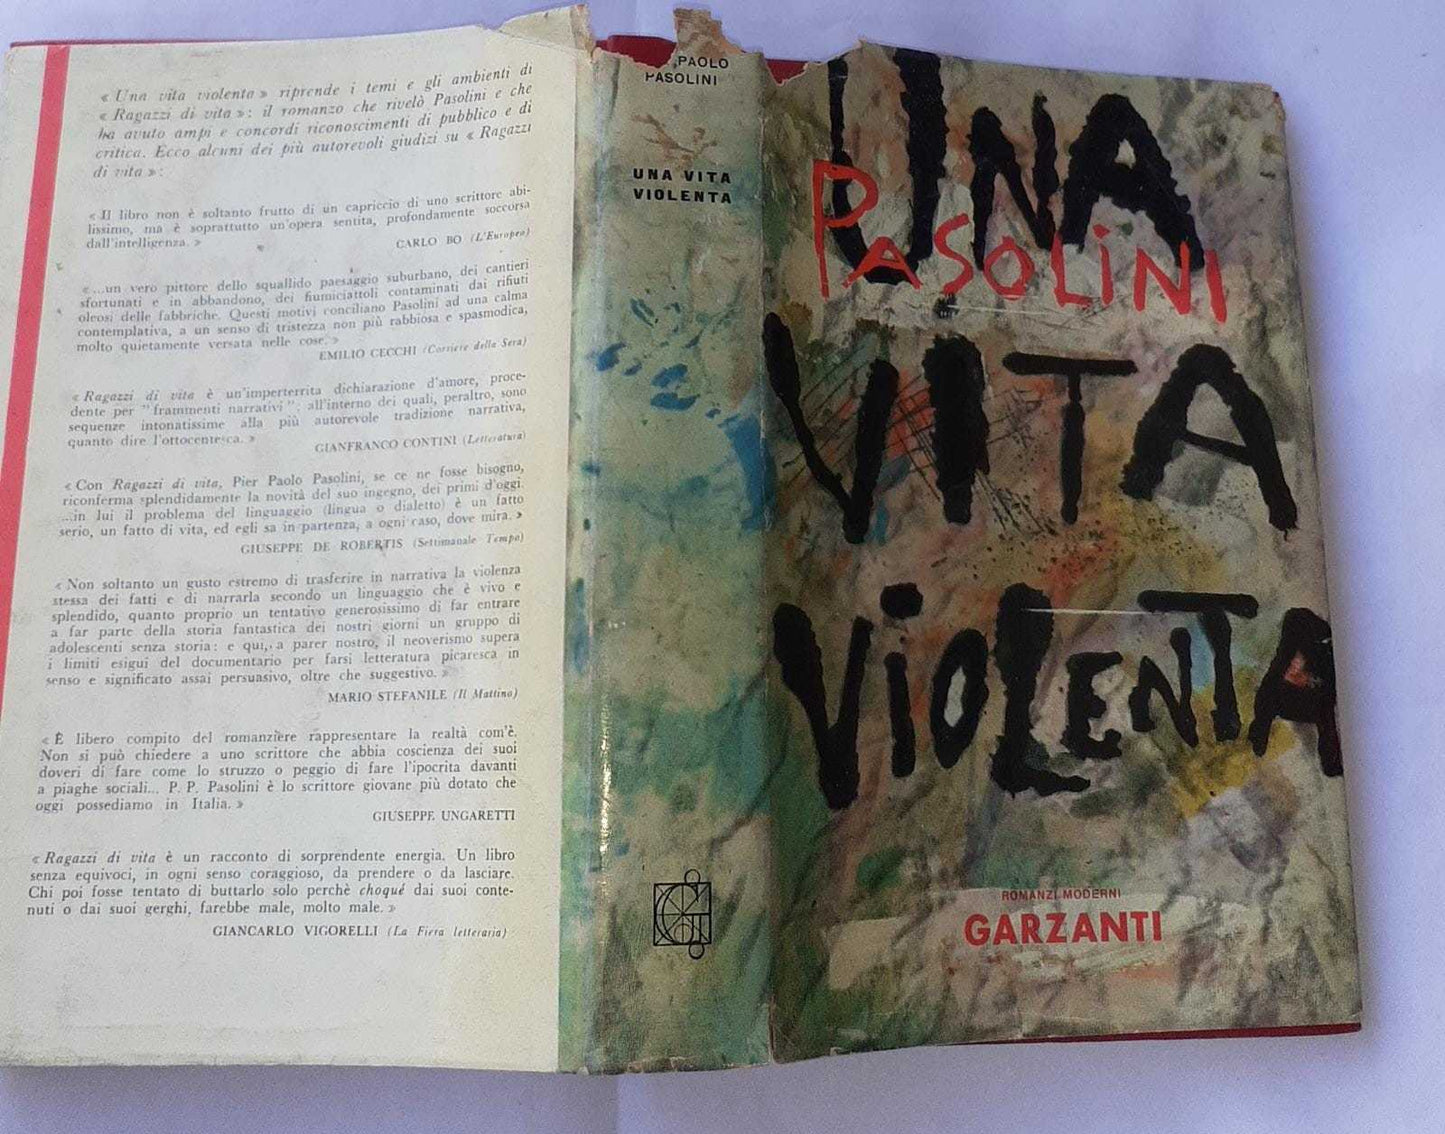 « Una vita violenta » riprende i temi e gli ambienti di
« Ragazzi di vita »: il romanzo che rivelò Pasolini e che
ha avuto ampi e concordi riconoscimenti di pubblico e di
critica. Ecco alcuni dei più autorevoli giudizi su « Ragazzi
di vita »:
« Il libro non è soltanto frutto di un capriccio di uno scrittore abi-
lissimo, ma è soprattutto un'opera sentita, profondamente soccorsa
dall'intelligenza. »
CARLO BO (L'Europeo)
« ...un vero pittore dello squallido paesaggio suburbano, dei cantieri
sfortunati e in abbandono, dei fiumiciattoli contaminati dai rifiuti
oleosi delle fabbriche. Questi motivi conciliano Pasolini ad una calma
contemplativa, a un senso di tristezza non più rabbiosa e spasmodica,
molto quietamente versata nelle cose. »
EMILIO CECCHI (Corriere della Sera)
« Ragazzi di vita è un'imperterrita dichiarazione d'amore, proce-
dente per "frammenti narrativi": all'interno dei quali, peraltro, sono
sequenze intonatissime alla più autorevole tradizione narrativa,
quanto dire l'ottocentesca. »
GIANFRANCO CONTINI (Letteratura)
« Con Ragazzi di vita, Pier Paolo Pasolini, se ce ne fosse bisogno,
riconferma splendidamente la novità del suo ingegno, dei primi d'oggi
...in lui il problema del linguaggio (lingua o dialetto) è un fatto
serio, un fatto di vita, ed egli sa in partenza, a ogni caso, dove mira. »
GIUSEPPE DE ROBERTIS (Settimanale Tempo)
« Non soltanto un gusto estremo di trasferire in narrativa la violenza
stessa dei fatti e di narrarla secondo un linguaggio che è vivo e
splendido, quanto proprio un tentativo generosissimo di far entrare
a far parte della storia fantastica dei nostri giorni un gruppo di
adolescenti senza storia: e qui, a parer nostro, il neoverismo supera
i limiti esigui del documentario per farsi letteratura picaresca in
senso e significato assai persuasivo, oltre che suggestivo. »
MARIO STEFANILE (Il Mattino)
« È libero compito del romanziere rappresentare la realtà com'è.
Non si può chiedere a uno scrittore che abbia coscienza dei suoi
doveri di fare come lo struzzo o peggio di fare l'ipocrita davanti
a piaghe sociali... P. P. Pasolini è lo scrittore giovane più dotato che
oggi possediamo in Italia. »
GIUSEPPE UNGARETTI
« Ragazzi di vita è un racconto di sorprendente energia. Un libro
senza equivoci, in ogni senso coraggioso, da prendere o da lasciare.
Chi poi fosse tentato di buttarlo solo perchè choqué dai suoi conte-
nuti o dai suoi gerghi, farebbe male, molto male. »
GIANCARLO VIGORELLI (La Fiera letteraria)
PAOLO
PASOLINI
UNA VITA
VIOLENTA
UNA
PASOLINI
VITA
VIOLENTA
ROMANZI MODERNI
GARZANTI